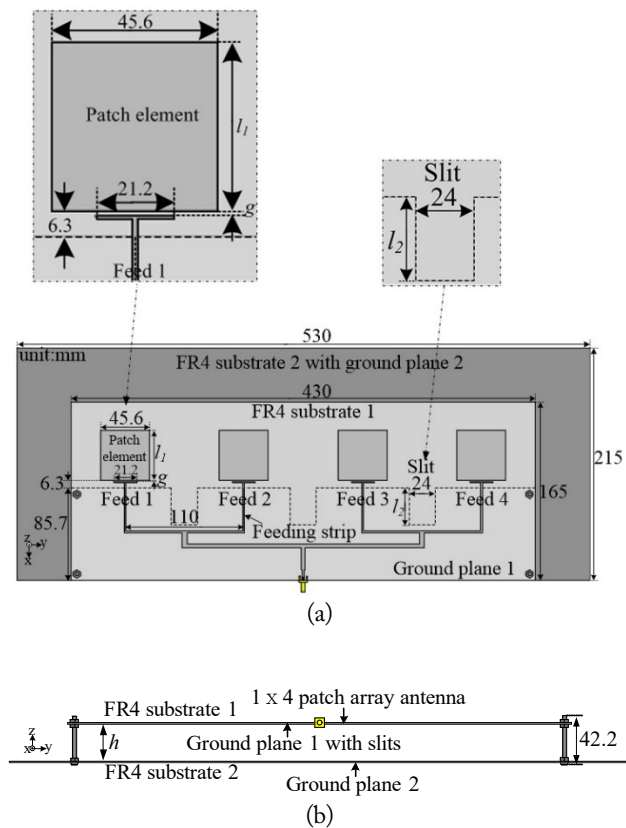 45.6
Patch element
l1
21.2
g
6.3
Feed 1
Slit
24
l2
530
unit:mm
FR4 substrate 2 with ground plane 2
430
FR4 substrate 1
45.6
Patch
element
l1
21.2
g
6.3
Feed 1
Feed 2
Feed 3
Slit
24
l2
Feed 4
165
215
85.7
110
Feeding strip
z
y
x
Ground plane 1
(a)
1 x 4 patch array antenna
FR4 substrate 1
z
x
y
h
Ground plane 1 with slits
42.2
FR4 substrate 2
Ground plane 2
(b)